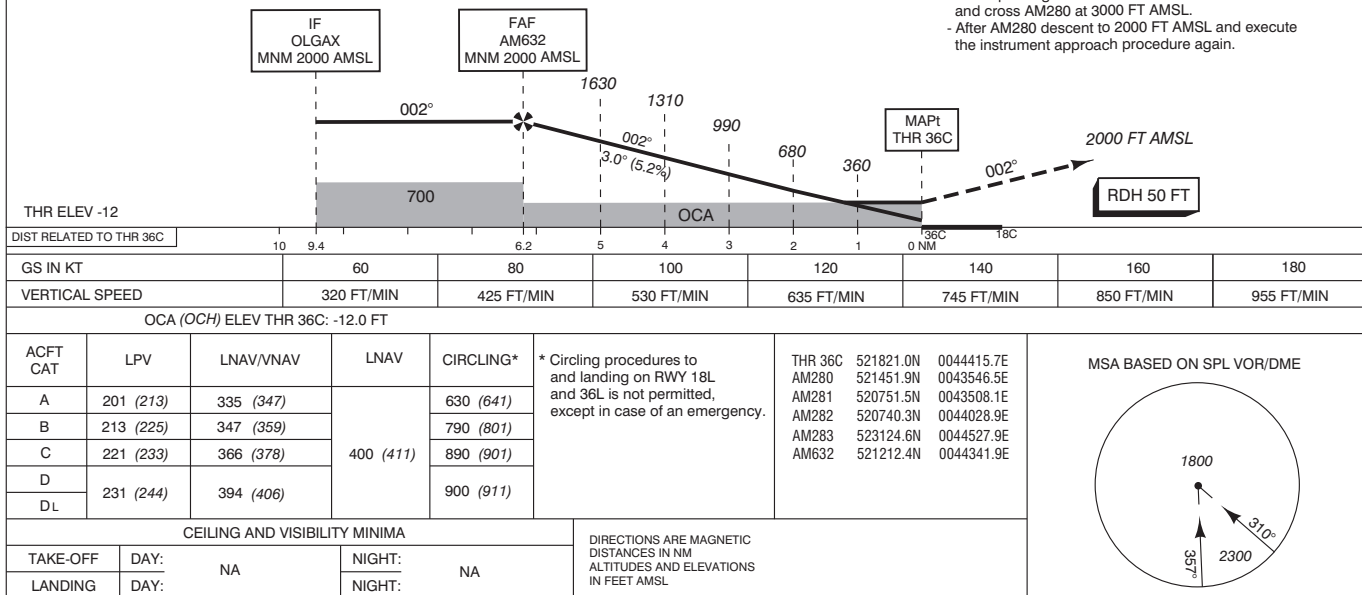 and cross AM280 at 3000 FT AMSL.
- After AM280 descent to 2000 FT AMSL and execute
the instrument approach procedure again.
IF
OLGAX
MNM 2000 AMSL
FAF
AM632
MNM 2000 AMSL
002°
1630
1310
990
680
360
002°
3.0° (5.2%)
MAPt
THR 36C
2000 FT AMSL
002°
RDH 50 FT
700
OCA
THR ELEV -12
36C 18C
DIST RELATED TO THR 36C
10 9.4 6.2 5 4 3 2 1 0 NM
GS IN KT 60 80 100 120 140 160 180
VERTICAL SPEED 320 FT/MIN 425 FT/MIN 530 FT/MIN 635 FT/MIN 745 FT/MIN 850 FT/MIN 955 FT/MIN
OCA (OCH) ELEV THR 36C: -12.0 FT
ACFT
CAT
LPV LNAV/VNAV LNAV CIRCLING*
A 201 (213) 335 (347) 630 (641)
B 213 (225) 347 (359) 790 (801)
C 221 (233) 366 (378) 400 (411) 890 (901)
D
231 (244) 394 (406) 900 (911)
DL
* Circling procedures to
and landing on RWY 18L
and 36L is not permitted,
except in case of an emergency.
THR 36C 521821.0N 0044415.7E
AM280 521451.9N 0043546.5E
AM281 520751.5N 0043508.1E
AM282 520740.3N 0044028.9E
AM283 523124.6N 0044527.9E
AM632 521212.4N 0044341.9E
MSA BASED ON SPL VOR/DME
1800
310°
357°
2300
CEILING AND VISIBILITY MINIMA
TAKE-OFF DAY: NA NIGHT: NA
LANDING DAY: NIGHT:
DIRECTIONS ARE MAGNETIC
DISTANCES IN NM
ALTITUDES AND ELEVATIONS
IN FEET AMSL